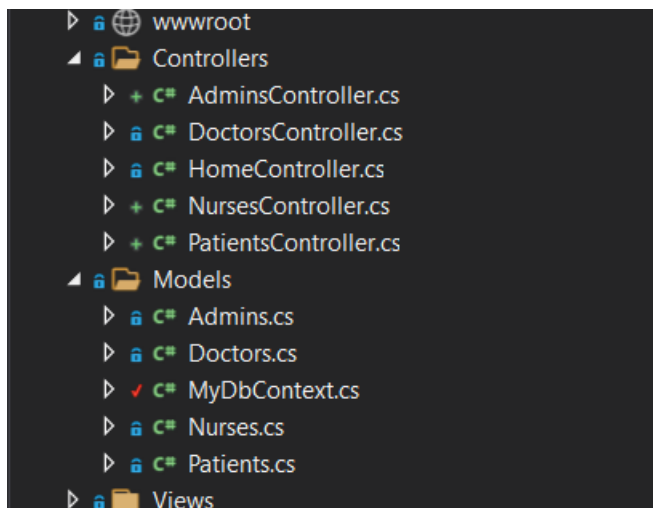 wwwroot
Controllers
C# AdminsController.cs
C# DoctorsController.cs
C# HomeController.cs
C# NursesController.cs
C# PatientsController.cs
Models
C# Admins.cs
C# Doctors.cs
C# MyDbContext.cs
C# Nurses.cs
C# Patients.cs
Views